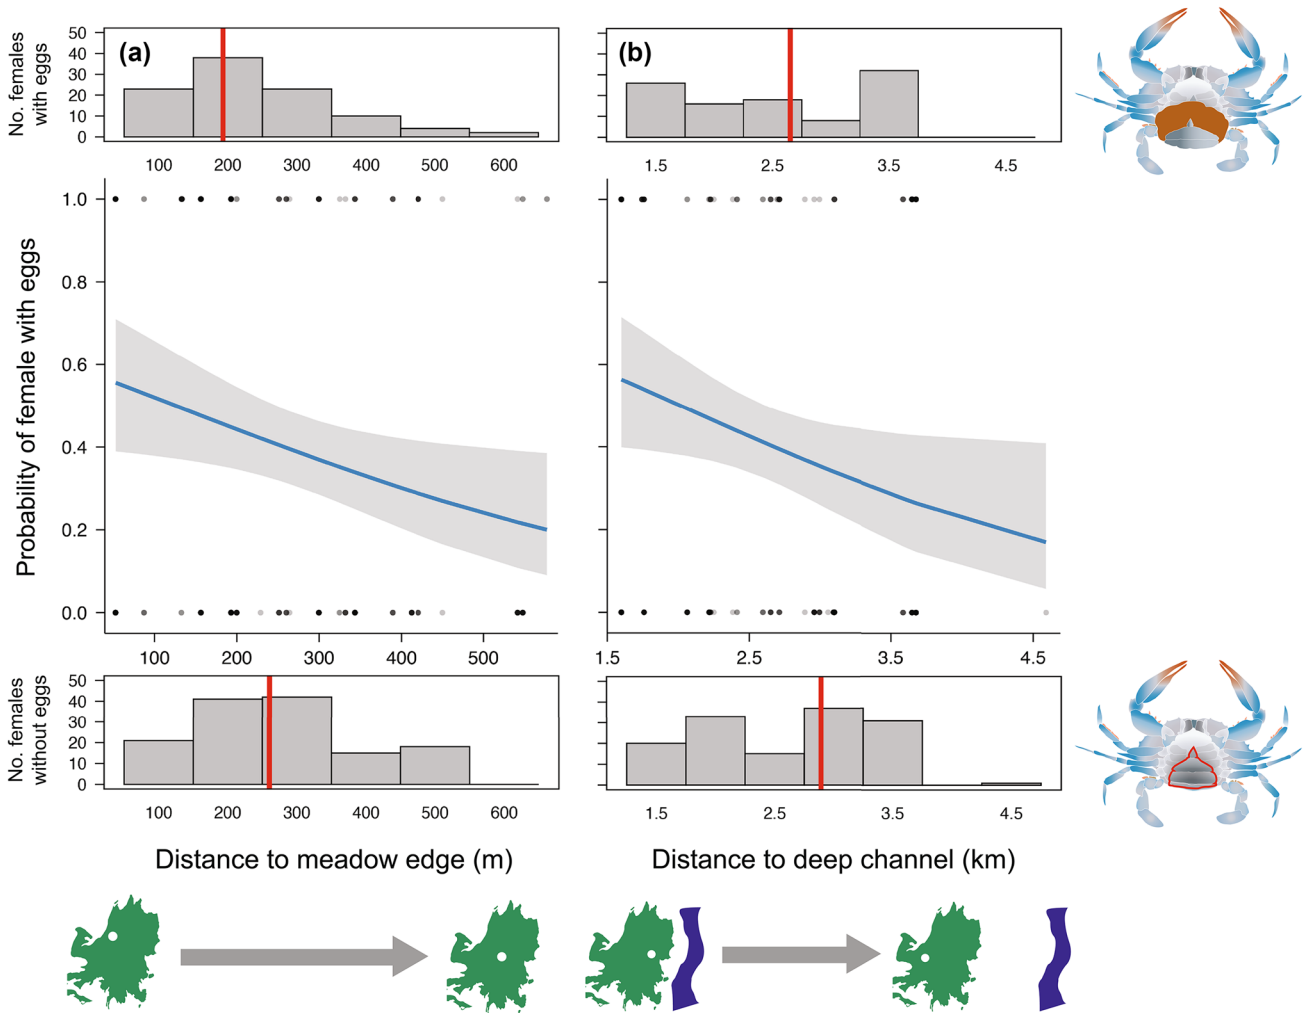 No. females
with eggs
50
40
30
20
10
0
(a)
100 200 300 400 500 600
(b)
1.5 2.5 3.5 4.5
Probability of female with eggs
1.0
0.8
0.6
0.4
0.2
0.0
100 200 300 400 500
1.5 2.5 3.5 4.5
No. females
without eggs
50
40
30
20
10
0
100 200 300 400 500 600
1.5 2.5 3.5 4.5
Distance to meadow edge (m)
Distance to deep channel (km)